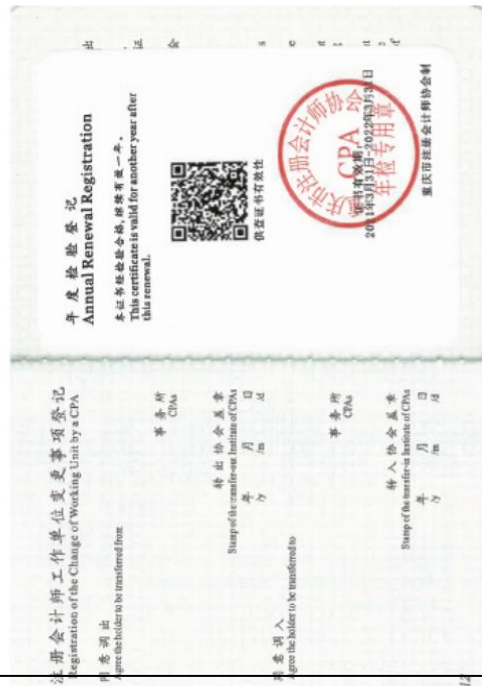 年度检验登记
Annual Renewal Registration
本证书经检验合格,继续有效一年。
This certificate is valid for another year after
this renewal.
供查证书有效性
重庆市注册会计师协会
CPA
证书有效期
2021年3月31日-2022年3月31日
年检专用章
重庆市注册会计师协会制
注册会计师工作单位变更事项登记
Registration of the Change of Working Unit by a CPA
同意调出
Agree the holder to be transferred from
事务所
CPAs
转出协会盖章
Stamp of the transfer-out Institute of CPAs
年 月 日
/y /m /d
同意调入
Agree the holder to be transferred to
事务所
CPAs
转入协会盖章
Stamp of the transfer-in Institute of CPAs
年 月 日
/y /m /d
12